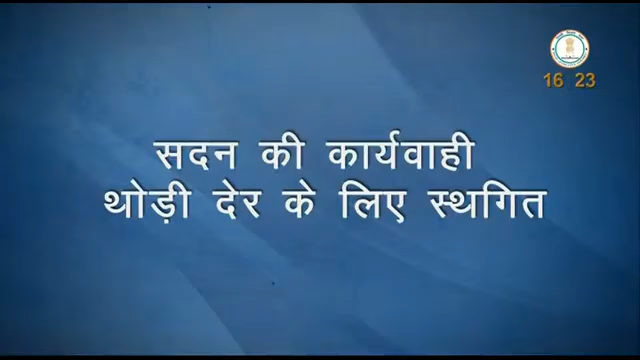 16 23
सदन की कार्यवाही
थोड़ी देर के लिए स्थगित